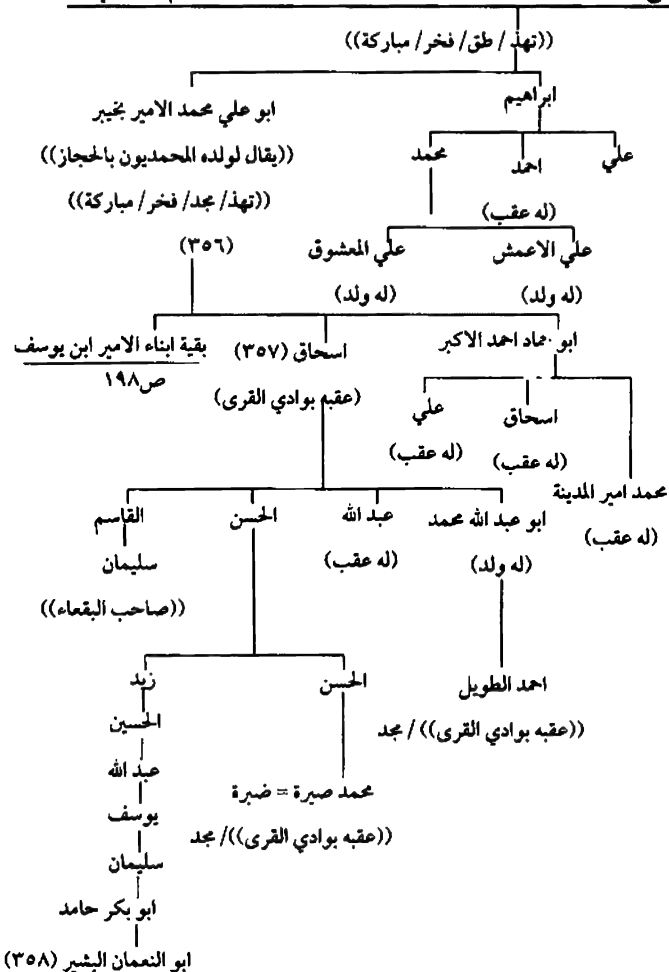 ((تهذ / طق / فخر / مباركة))
ابراهيم
ابو علي محمد الامير بخيبر
((يقال لولده المحمديون بالحجاز))
((تهذ / مجد / فخر / مباركة))
(٣٥٦)
علي
احمد
(له عقب)
محمد
علي الاعمش
(له ولد)
علي المعشوق
(له ولد)
ابو حماد احمد الاكبر
اسحاق (٣٥٧)
(عقبه بوادي القرى)
بقية ابناء الامير ابن يوسف
ص١٩٨
محمد امير المدينة
(له عقب)
اسحاق
(له عقب)
علي
(له عقب)
ابو عبد الله محمد
(له ولد)
عبد الله
(له عقب)
الحسن
القاسم
سليمان
((صاحب البقعاء))
احمد الطويل
((عقبه بوادي القرى)) / مجد
الحسن
محمد صيرة = ضبرة
((عقبه بوادي القرى)) / مجد
زيد
الحسين
عبد الله
يوسف
سليمان
ابو بكر حامد
ابو النعمان البشير (٣٥٨)